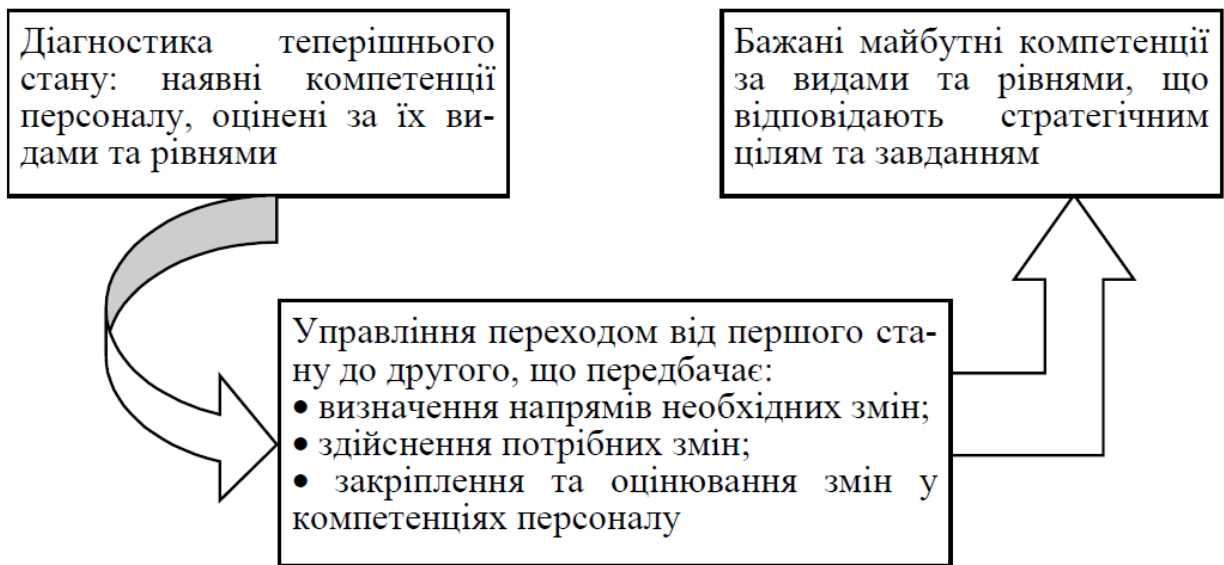 Діагностика теперішнього
стану: наявні компетенції
персоналу, оцінені за їх ви-
дами та рівнями
Бажані майбутні компетенції
за видами та рівнями, що
відповідають стратегічним
цілям та завданням
Управління переходом від першого ста-
ну до другого, що передбачає:
• визначення напрямів необхідних змін;
• здійснення потрібних змін;
• закріплення та оцінювання змін у
компетенціях персоналу